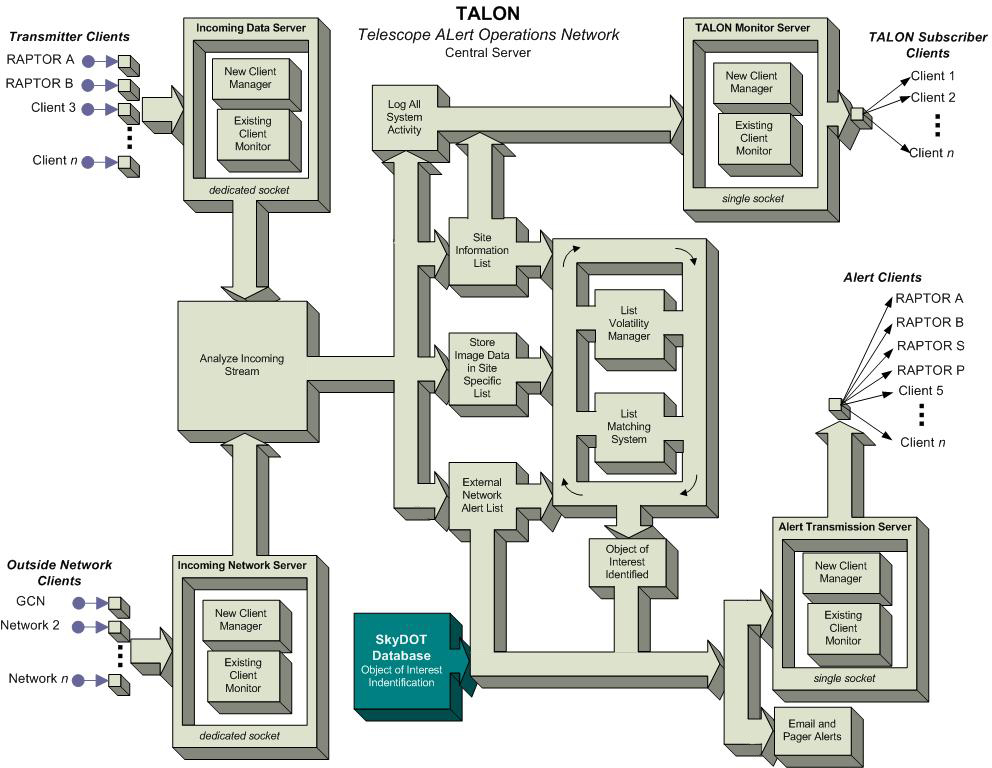 TALON
Telescope ALert Operations Network
Central Server
Transmitter Clients
RAPTOR A
RAPTOR B
Client 3
Client n
Incoming Data Server
New Client
Manager
Existing
Client
Monitor
dedicated socket
Log All
System
Activity
TALON Monitor Server
New Client
Manager
Existing
Client
Monitor
single socket
TALON Subscriber
Clients
Client 1
Client 2
Client n
Analyze Incoming
Stream
Site
Information
List
Store
Image Data
in Site
Specific
List
External
Network
Alert List
List
Volatility
Manager
List
Matching
System
Object of
Interest
Identified
Alert Clients
RAPTOR A
RAPTOR B
RAPTOR S
RAPTOR P
Client 5
Client n
Outside Network
Clients
GCN
Network 2
Network n
Incoming Network Server
New Client
Manager
Existing
Client
Monitor
dedicated socket
SkyDOT
Database
Object of Interest
Indentification
Alert Transmission Server
New Client
Manager
Existing
Client
Monitor
single socket
Email and
Pager Alerts